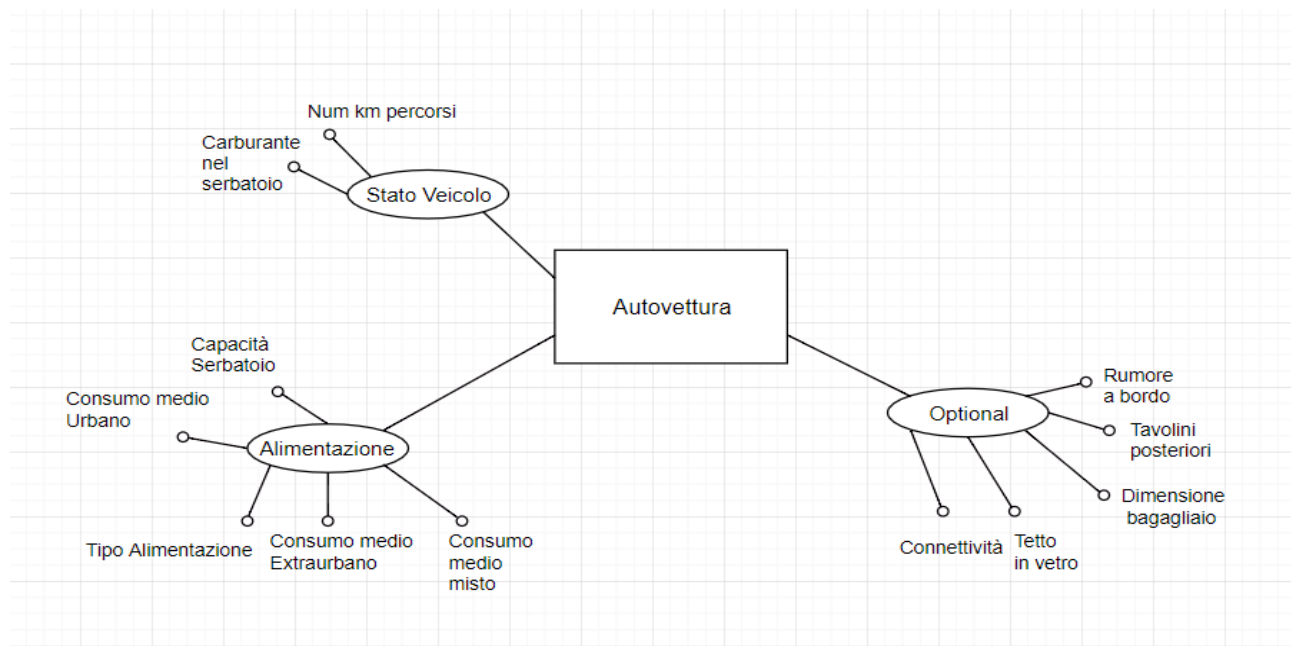 Num km percorsi
Carburante
nel
serbatoio
Stato Veicolo
Autovettura
Capacità
Serbatoio
Consumo medio
Urbano
Alimentazione
Tipo Alimentazione
Consumo medio
Extraurbano
Consumo
medio
misto
Optional
Rumore
a bordo
Tavolini
posteriori
Dimensione
bagagliaio
Connettività
Tetto
in vetro